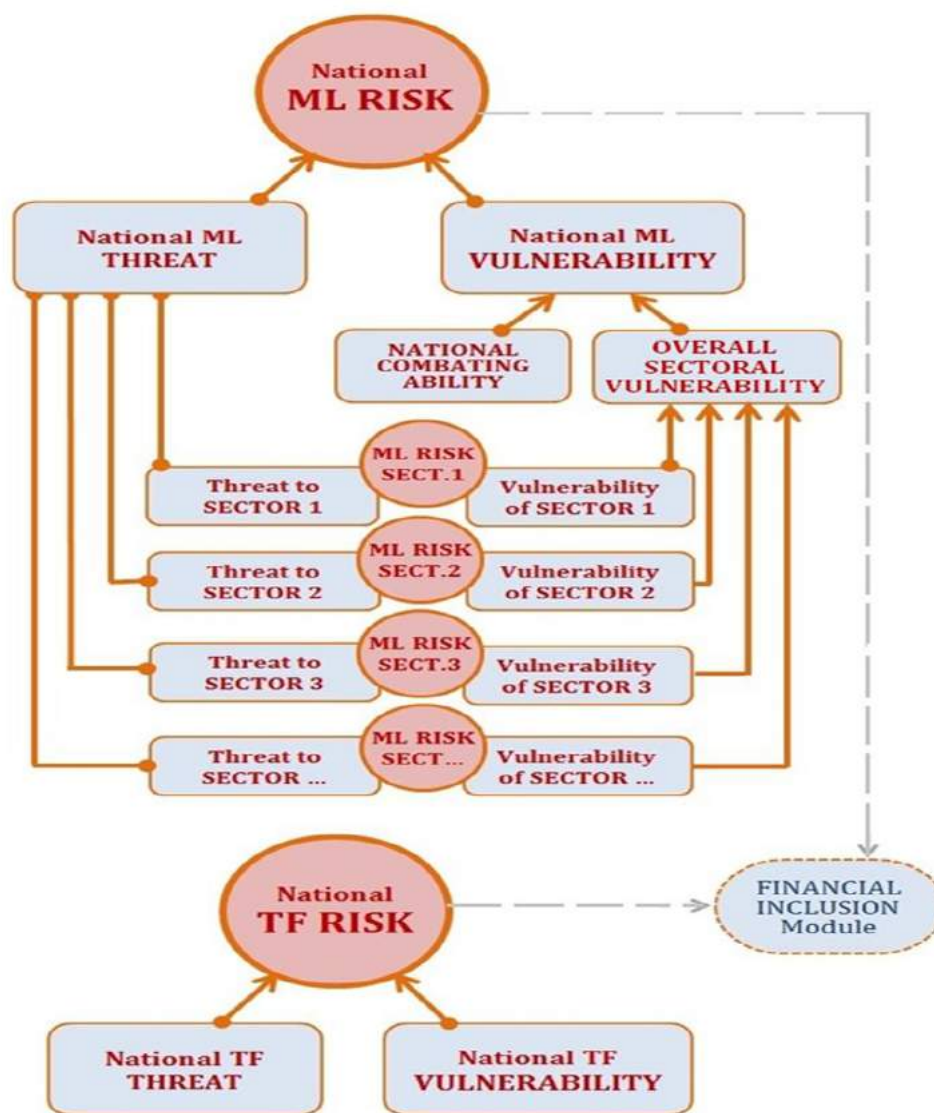 National
ML RISK
National ML
THREAT
National ML
VULNERABILITY
NATIONAL
COMBATING
ABILITY
OVERALL
SECTORAL
VULNERABILITY
ML RISK
SECT.1
Threat to
SECTOR 1
Vulnerability
of SECTOR 1
ML RISK
SECT.2
Threat to
SECTOR 2
Vulnerability
of SECTOR 2
ML RISK
SECT.3
Threat to
SECTOR 3
Vulnerability
of SECTOR 3
ML RISK
SECT...
Threat to
SECTOR ...
Vulnerability
of SECTOR ...
National
TF RISK
FINANCIAL
INCLUSION
Module
National TF
THREAT
National TF
VULNERABILITY